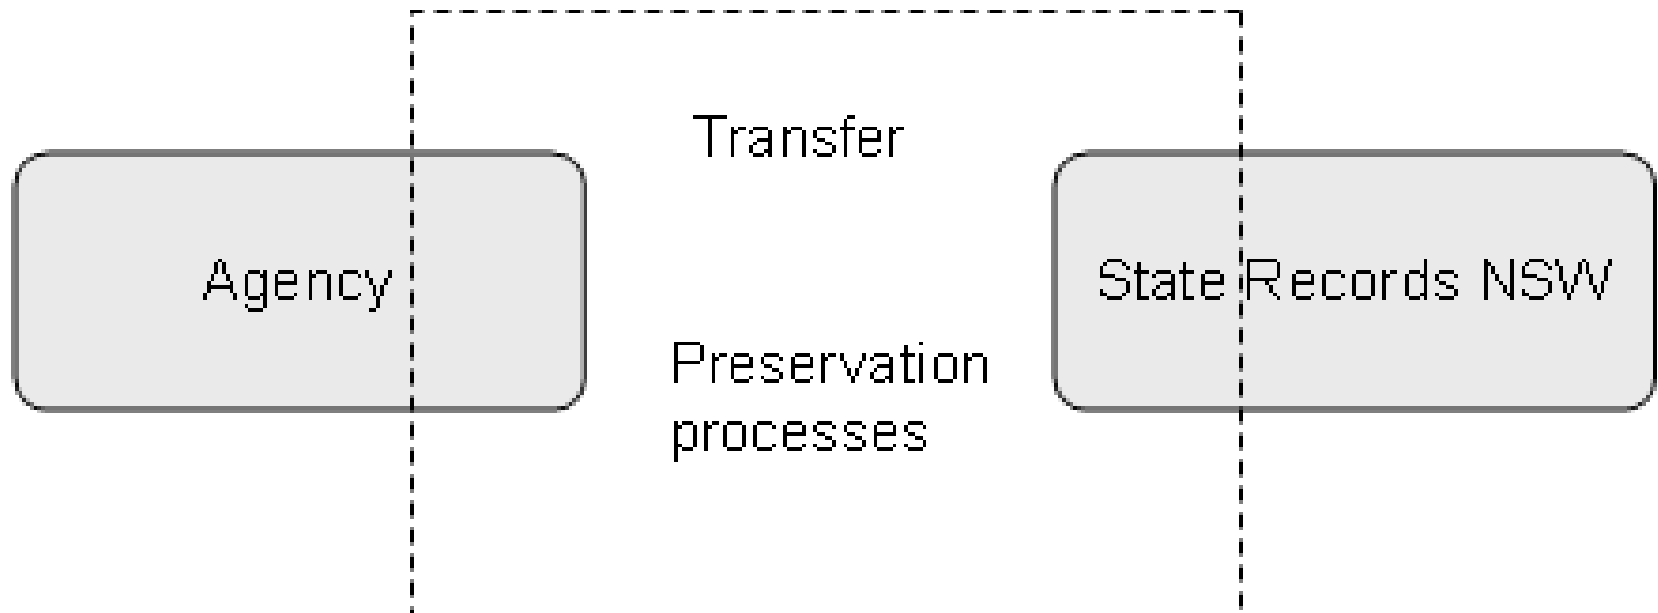 Transfer
Agency
State Records NSW
Preservation
processes